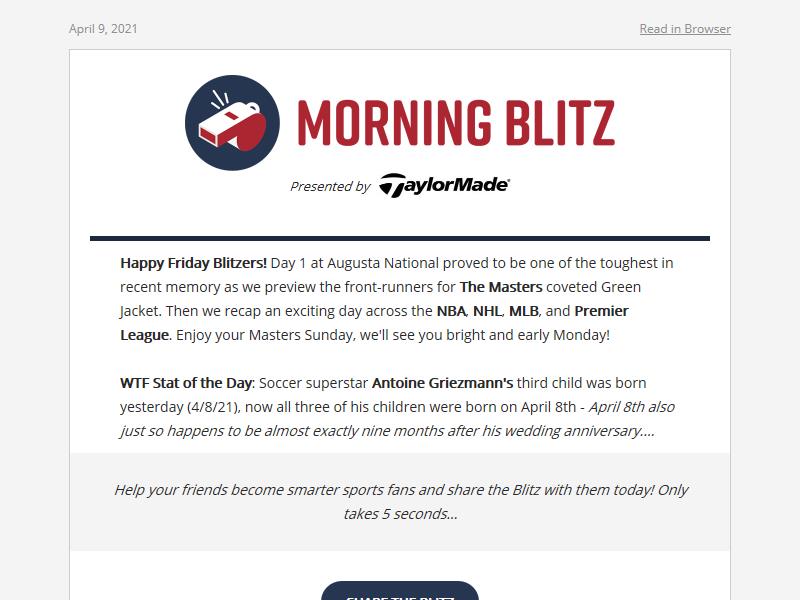 April 9, 2021
Read in Browser
MORNING BLITZ
Presented by TaylorMade
Happy Friday Blitzers! Day 1 at Augusta National proved to be one of the toughest in
recent memory as we preview the front-runners for The Masters coveted Green
Jacket. Then we recap an exciting day across the NBA, NHL, MLB, and Premier
League. Enjoy your Masters Sunday, we'll see you bright and early Monday!
WTF Stat of the Day: Soccer superstar Antoine Griezmann's third child was born
yesterday (4/8/21), now all three of his children were born on April 8th - April 8th also
just so happens to be almost exactly nine months after his wedding anniversary....
Help your friends become smarter sports fans and share the Blitz with them today! Only
takes 5 seconds...
SHARE THE BLITZ